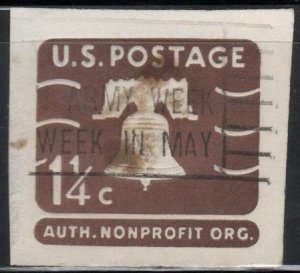 U.S. POSTAGE
ARMY WEEK
WEEK IN MAY
1¼c
AUTH. NONPROFIT ORG.